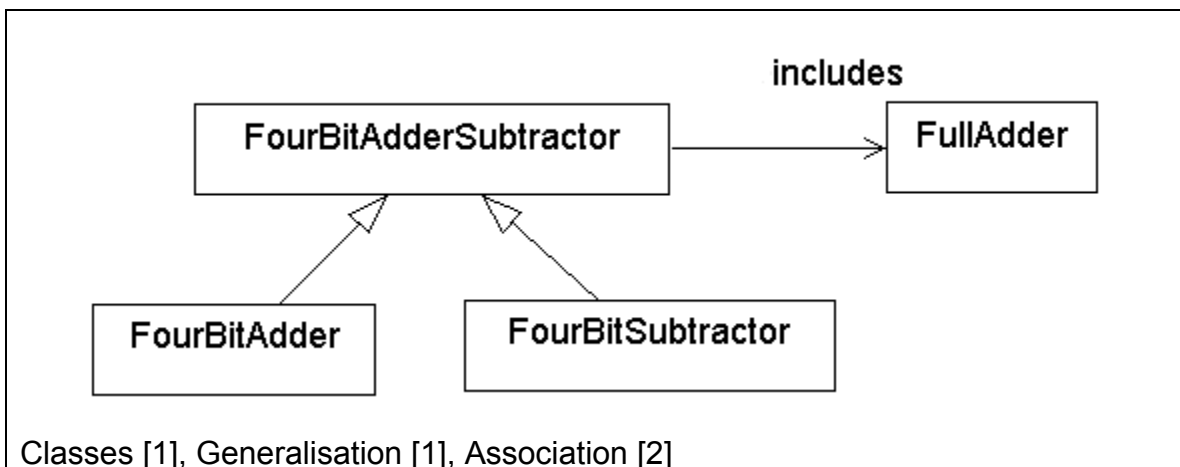 includes
FourBitAdderSubtractor
FullAdder
FourBitAdder
FourBitSubtractor
Classes [1], Generalisation [1], Association [2]